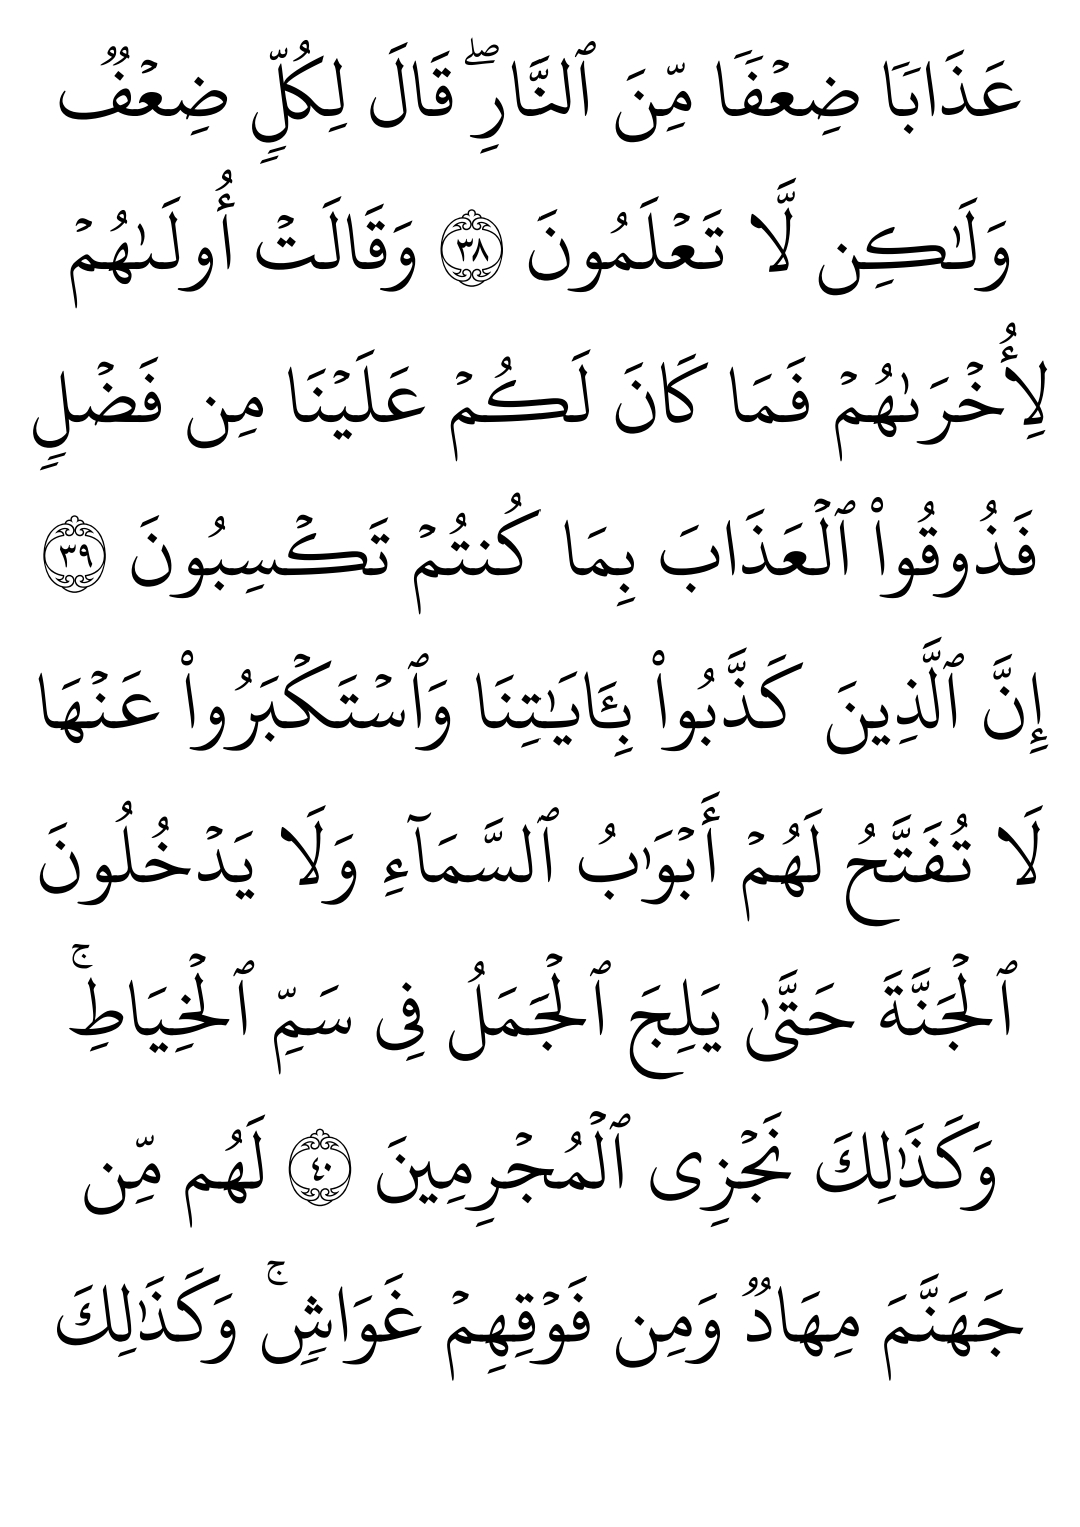 عَذَابٗا ضِعۡفٗا مِّنَ ٱلنَّارِۖ قَالَ لِكُلّٖ ضِعۡفٞ
وَلَٰكِن لَّا تَعۡلَمُونَ ٣٨ وَقَالَتۡ أُولَىٰهُمۡ
لِأُخۡرَىٰهُمۡ فَمَا كَانَ لَكُمۡ عَلَيۡنَا مِن فَضۡلٖ
فَذُوقُواْ ٱلۡعَذَابَ بِمَا كُنتُمۡ تَكۡسِبُونَ ٣٩
إِنَّ ٱلَّذِينَ كَذَّبُواْ بِـَٔايَٰتِنَا وَٱسۡتَكۡبَرُواْ عَنۡهَا
لَا تُفَتَّحُ لَهُمۡ أَبۡوَٰبُ ٱلسَّمَآءِ وَلَا يَدۡخُلُونَ
ٱلۡجَنَّةَ حَتَّىٰ يَلِجَ ٱلۡجَمَلُ فِي سَمِّ ٱلۡخِيَاطِۚ
وَكَذَٰلِكَ نَجۡزِي ٱلۡمُجۡرِمِينَ ٤٠ لَهُم مِّن
جَهَنَّمَ مِهَادٞ وَمِن فَوۡقِهِمۡ غَوَاشٖۚ وَكَذَٰلِكَ